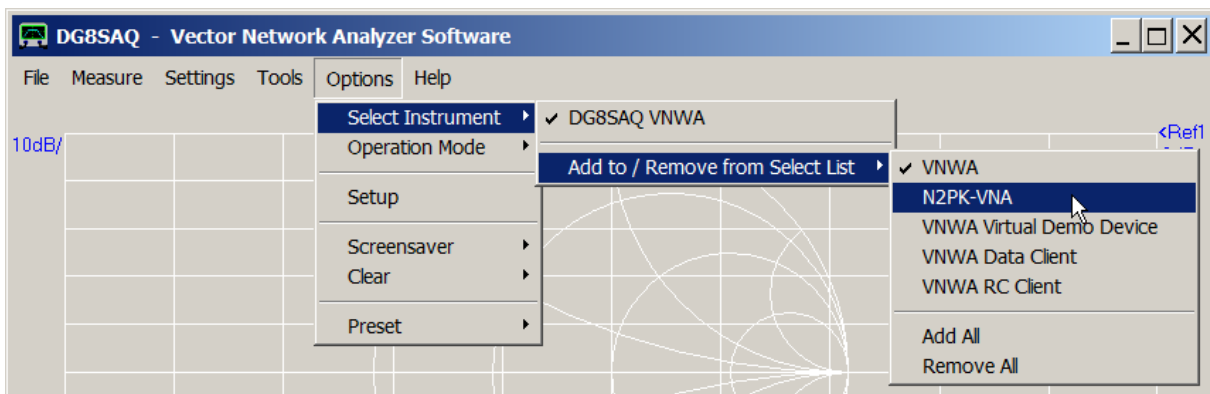 DG8SAQ - Vector Network Analyzer Software
File Measure Settings Tools Options Help
10dB/
<Ref1
Select Instrument
Operation Mode
Setup
Screensaver
Clear
Preset
DG8SAQ VNWA
Add to / Remove from Select List
VNWA
N2PK-VNA
VNWA Virtual Demo Device
VNWA Data Client
VNWA RC Client
Add All
Remove All